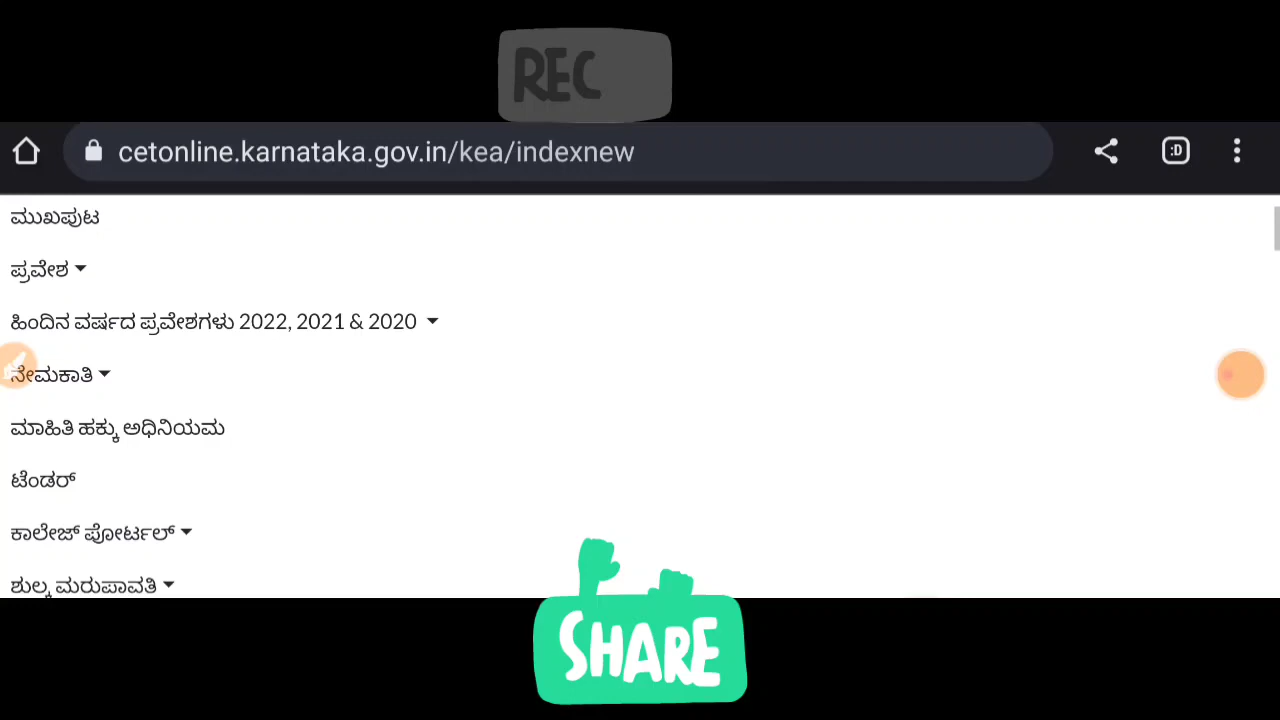 REC
cetonline.karnataka.gov.in/kea/indexnew
:D
ಮುಖಪುಟ
ಪ್ರವೇಶ
ಹಿಂದಿನ ವರ್ಷದ ಪ್ರವೇಶಗಳು 2022, 2021 & 2020
ನೇಮಕಾತಿ
ಮಾಹಿತಿ ಹಕ್ಕು ಅಧಿನಿಯಮ
ಟೆಂಡರ್
ಕಾಲೇಜ್ ಪೋರ್ಟಲ್
ಶುಲ್ಕ ಮರುಪಾವತಿ
SHARE